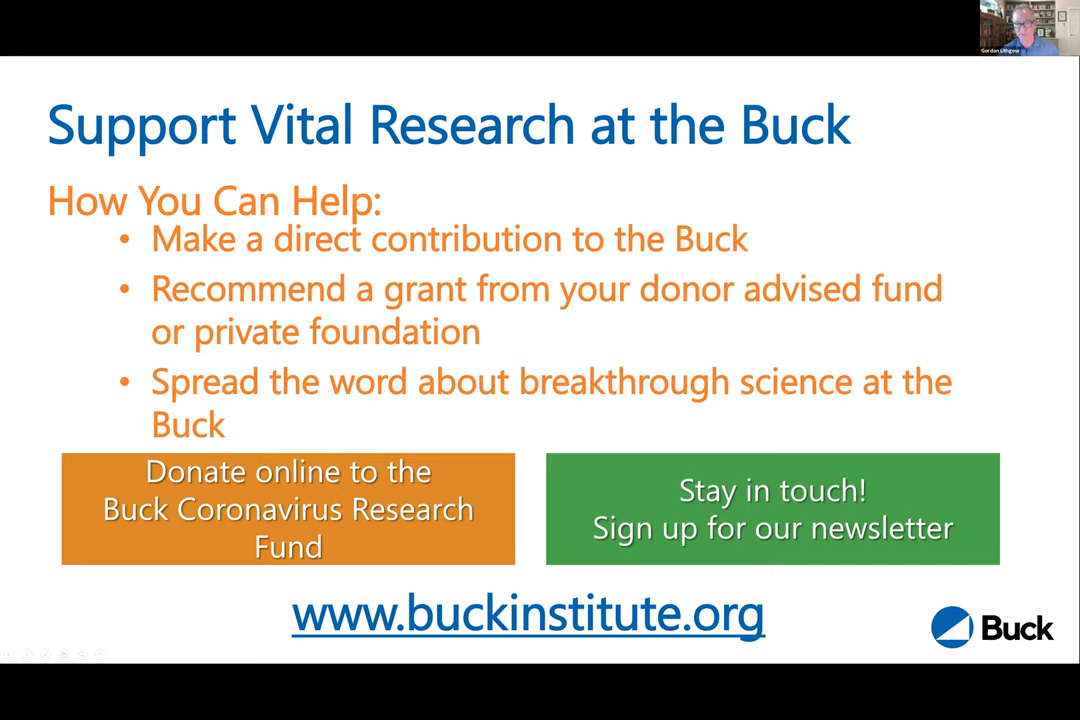 Gordon Lithgow
Support Vital Research at the Buck
How You Can Help:
• Make a direct contribution to the Buck
• Recommend a grant from your donor advised fund
or private foundation
• Spread the word about breakthrough science at the
Buck
Donate online to the
Buck Coronavirus Research
Fund
Stay in touch!
Sign up for our newsletter
www.buckinstitute.org
Buck